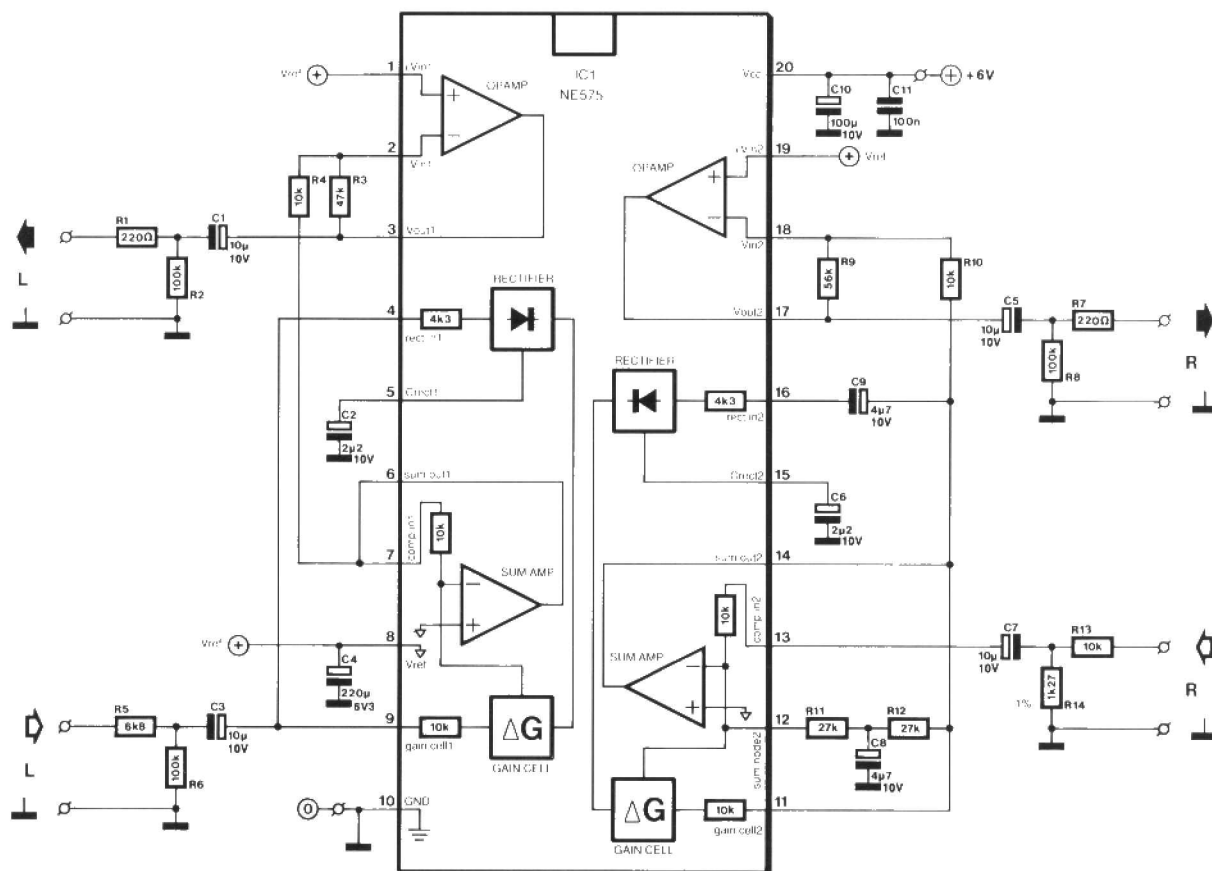 IC1
NE575
Vref
1
+Vin1
OPAMP
2
Vin1
R4
10k
R3
47k
3
Vout1
R1
220Ω
C1
10µ
10V
100k
R2
L
RECTIFIER
4
4k3
rect in1
5
Crect1
C2
2µ2
10V
6
sum out1
comp.in1
10k
7
SUM AMP
Vref
8
Vref
C4
220µ
6V3
R5
6k8
C3
10µ
10V
9
10k
gain cell1
ΔG
GAIN CELL
100k
R6
L
0
10
GND
Vcc
20
C10
100µ
10V
C11
100n
+6V
+Vin2
19
Vref
OPAMP
18
Vin2
R9
56k
R10
10k
Vout2
17
C5
10µ
10V
R7
220Ω
100k
R8
R
RECTIFIER
4k3
16
rect in2
C9
4µ7
10V
Crect2
15
C6
2µ2
10V
sum out2
14
10k
comp.in2
13
C7
10µ
10V
R13
10k
1%
1k27
R14
R
SUM AMP
12
sum node2
R11
27k
R12
27k
C8
4µ7
10V
ΔG
GAIN CELL
10k
11
gain cell2